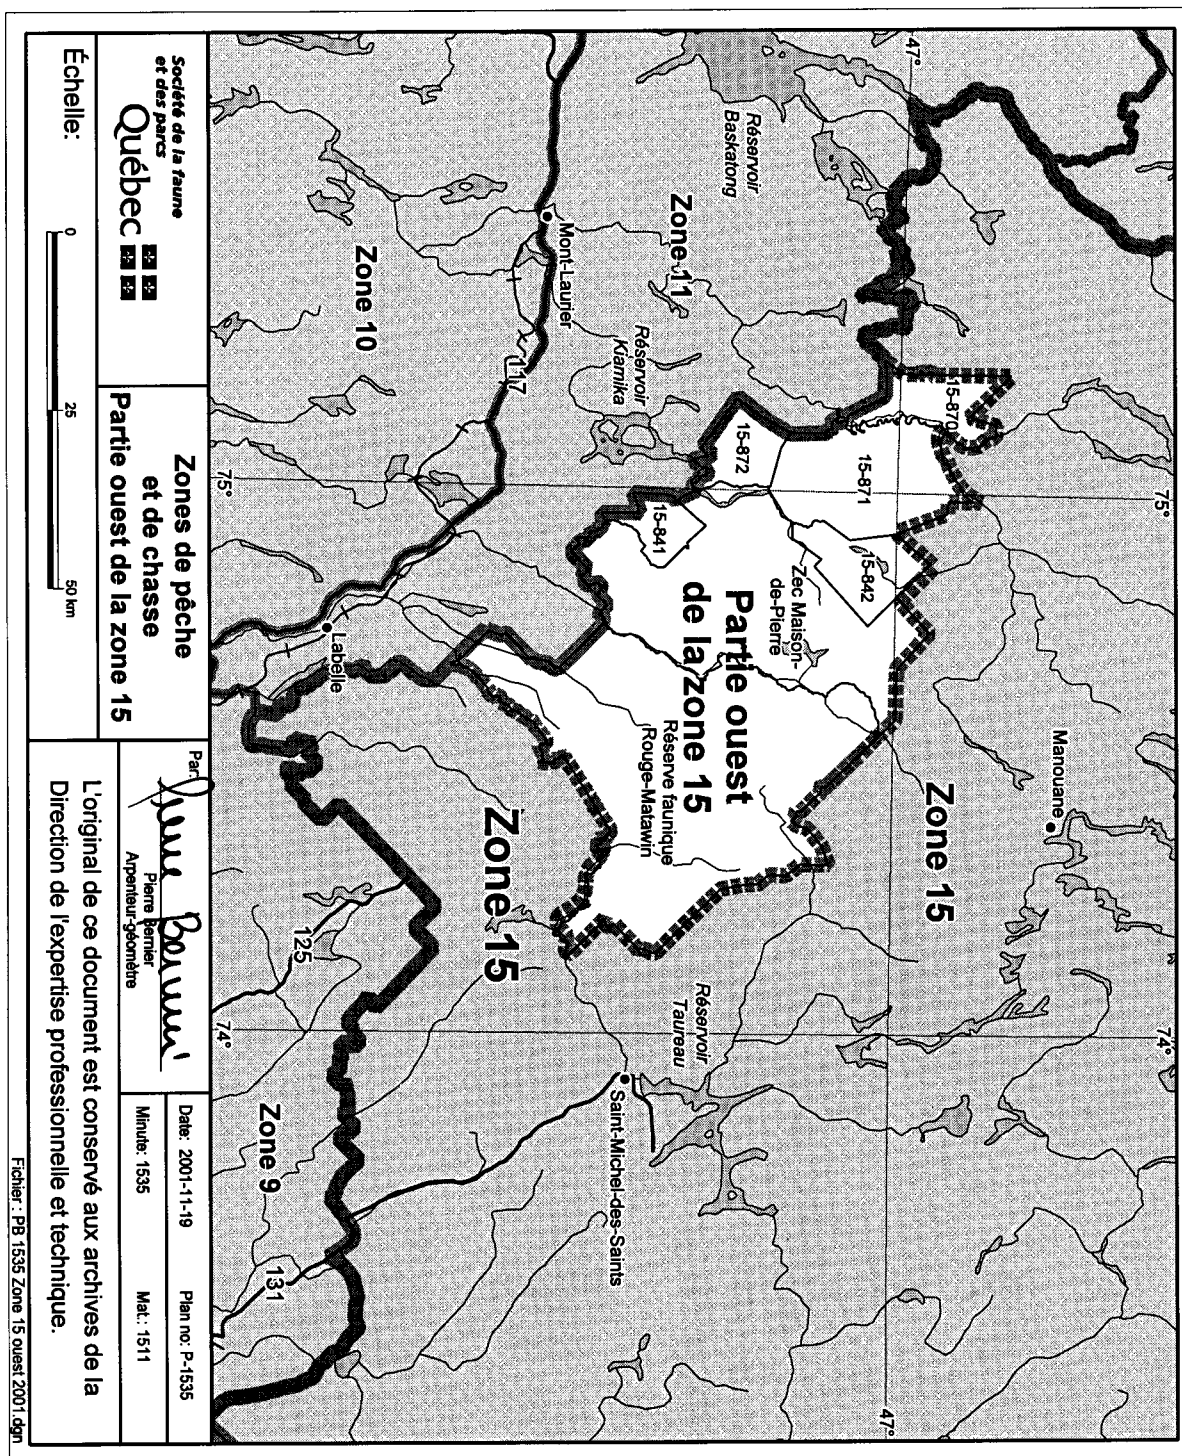 47°
75°
74°
Manouane
Zone 15
15-870
15-871
15-842
Zec Maison-
de-Pierre
Partie ouest
de la zone 15
Réserve faunique
Rouge-Matawin
Réservoir
Baskatong
Zone 11
15-872
15-841
Réservoir
Kiamika
Réservoir
Taureau
Saint-Michel-des-Saints
47°
Mont-Laurier
117
Zone 10
Labelle
Zone 15
125
Zone 9
131
75°
74°
Société de la faune
et des parcs
Québec
Échelle:
0
25
50 km
Zones de pêche
et de chasse
Partie ouest de la zone 15
Par:
Pierre Bernier
Pierre Bernier
Arpenteur-géomètre
Date: 2001-11-19
Plan no: P-1535
Minute: 1535
Mat.: 1511
L'original de ce document est conservé aux archives de la
Direction de l'expertise professionnelle et technique.
Fichier : PB 1535 Zone 15 ouest 2001.dgn